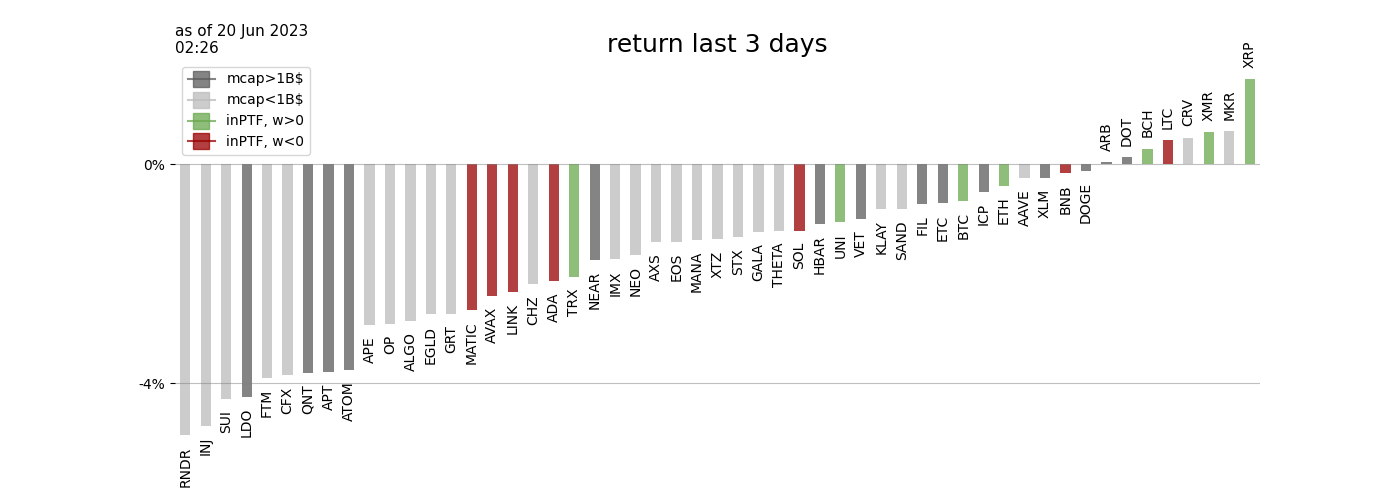 as of 20 Jun 2023
02:26
return last 3 days
mcap>1B$
mcap<1B$
inPTF, w>0
inPTF, w<0
0%
-4%
RNDR
INJ
SUI
LDO
FTM
CFX
QNT
APT
ATOM
APE
OP
ALGO
EGLD
GRT
MATIC
AVAX
LINK
CHZ
ADA
TRX
NEAR
IMX
NEO
AXS
EOS
MANA
XTZ
STX
GALA
THETA
SOL
HBAR
UNI
VET
KLAY
SAND
FIL
ETC
BTC
ICP
ETH
AAVE
XLM
BNB
DOGE
ARB
DOT
BCH
LTC
CRV
XMR
MKR
XRP